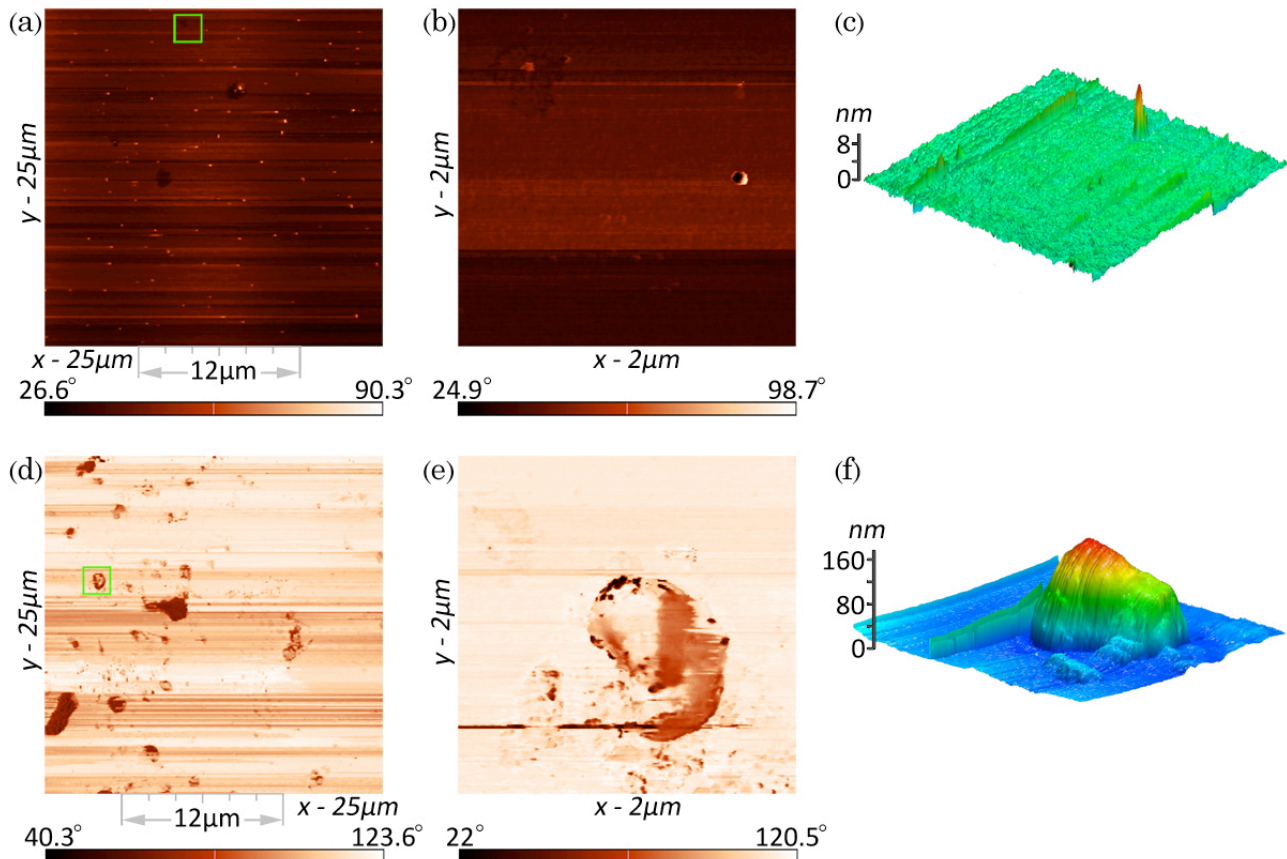 (a)
y - 25µm
x - 25µm
12µm
26.6° 90.3°
(b)
y - 2µm
x - 2µm
24.9° 98.7°
(c)
nm
8
0
(d)
y - 25µm
12µm
x - 25µm
40.3° 123.6°
(e)
y - 2µm
x - 2µm
22° 120.5°
(f)
nm
160
80
0